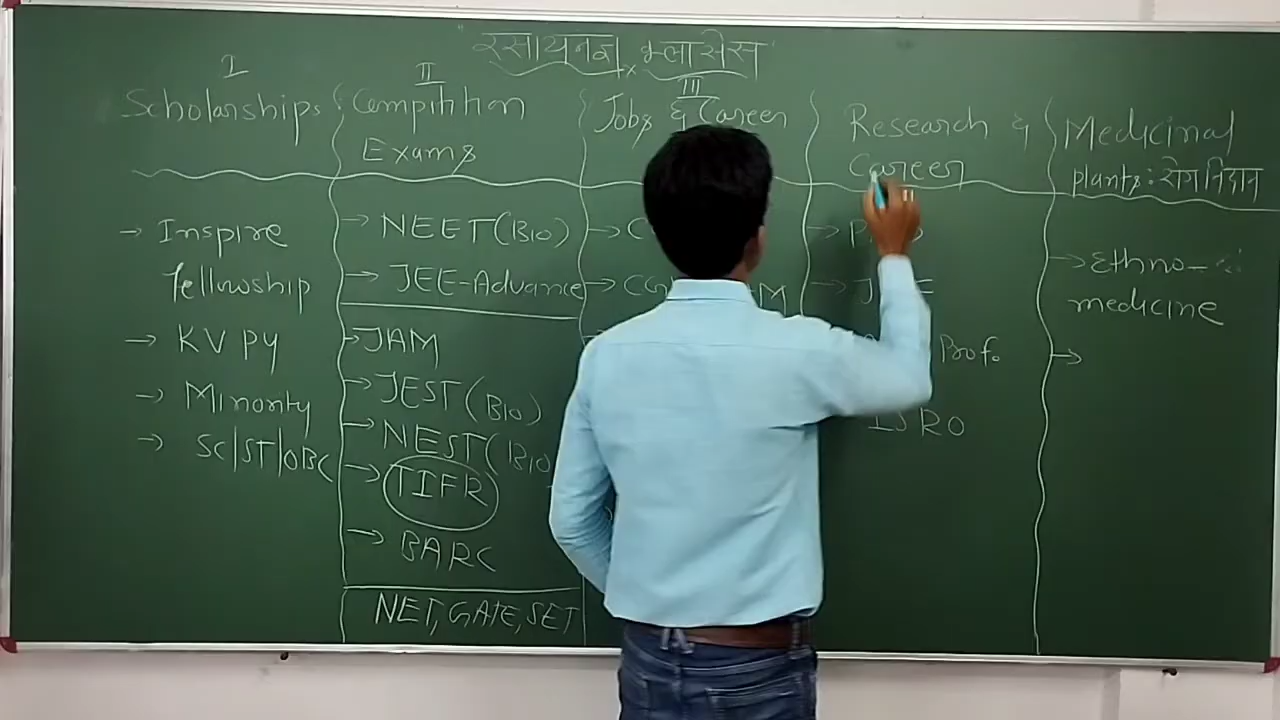 रसायनम् क्लासेस
I
Scholarships
Inspire
fellowship
KVPY
Minority
SC|ST|OBC
II
Compitition
Exams
NEET(Bio)
JEE-Advance
JAM
JEST(Bio)
NEST(Bio
TIFR
BARC
NET, GATE, SET
III
Jobs & Career
Research &
Career
Prof.
ISRO
Medicinal
plants: रोग निदान
Ethno-
medicine